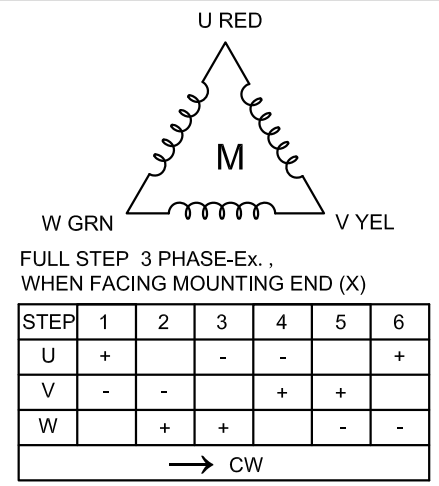 U RED
M
W GRN
V YEL
FULL STEP 3 PHASE-Ex. ,
WHEN FACING MOUNTING END (X)
STEP 1 2 3 4 5 6
U + - - +
V - - + +
W + + - -
CW